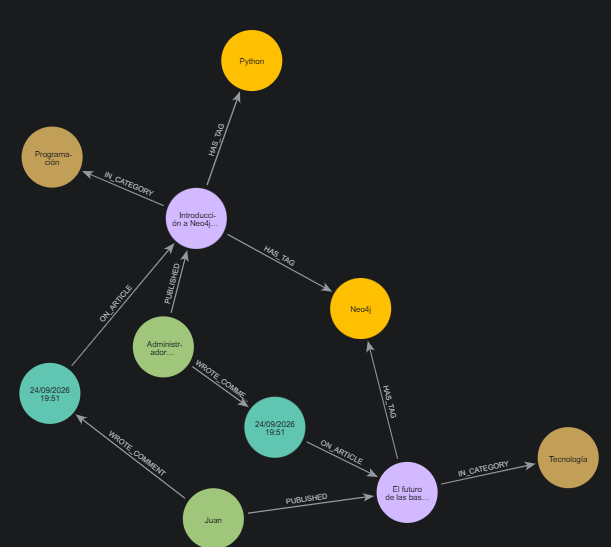 Python
HAS_TAG
Programa-
ción
IN_CATEGORY
Introducci-
ón a Neo4j...
HAS_TAG
PUBLISHED
ON_ARTICLE
Neo4j
Administr-
ador...
WROTE_COMME...
24/09/2026
19:51
HAS_TAG
24/09/2026
19:51
ON_ARTICLE
WROTE_COMMENT
Tecnología
IN_CATEGORY
El futuro
de las bas...
PUBLISHED
Juan